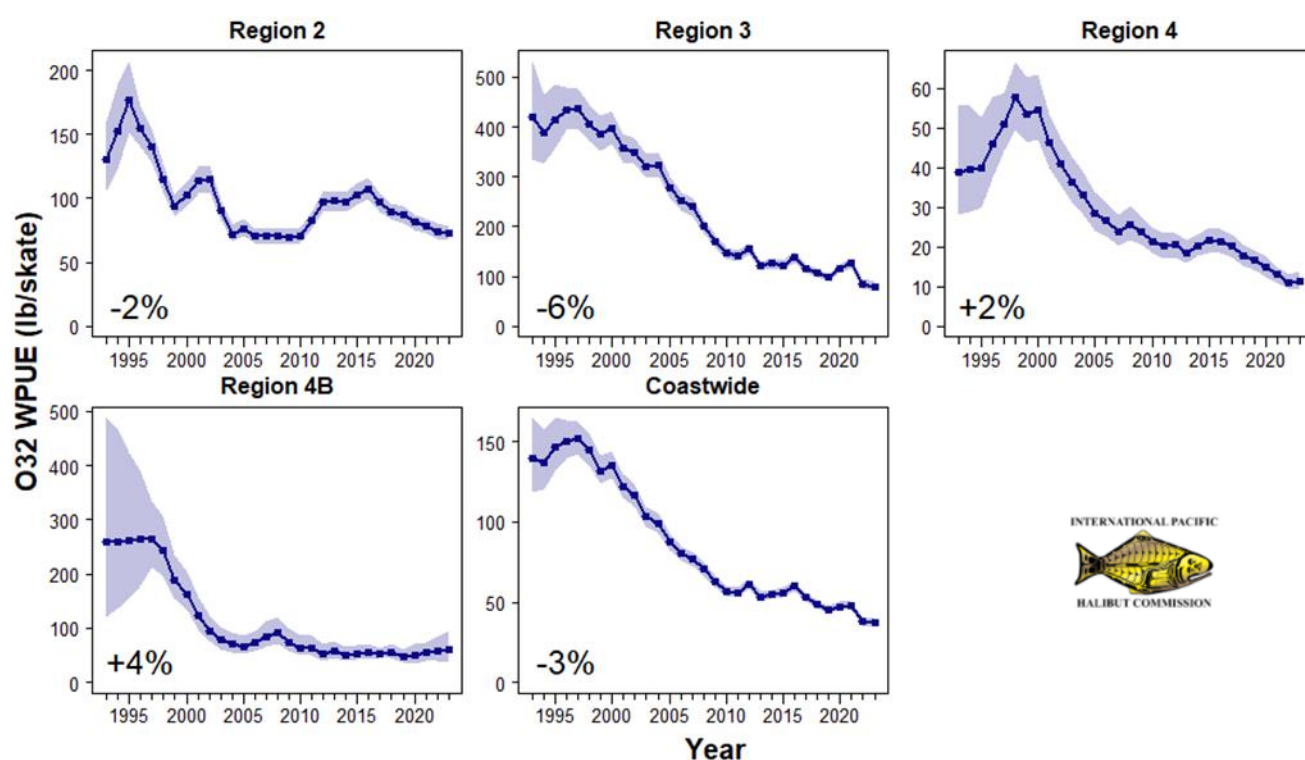 Region 2
Region 3
Region 4
O32 WPUE (lb/skate)
200
150
100
50
0
-2%
1995 2000 2005 2010 2015 2020
500
400
300
200
100
0
-6%
1995 2000 2005 2010 2015 2020
60
50
40
30
20
10
0
+2%
1995 2000 2005 2010 2015 2020
Region 4B
Coastwide
500
400
300
200
100
0
+4%
1995 2000 2005 2010 2015 2020
150
100
50
0
-3%
1995 2000 2005 2010 2015 2020
Year
INTERNATIONAL PACIFIC
HALIBUT COMMISSION